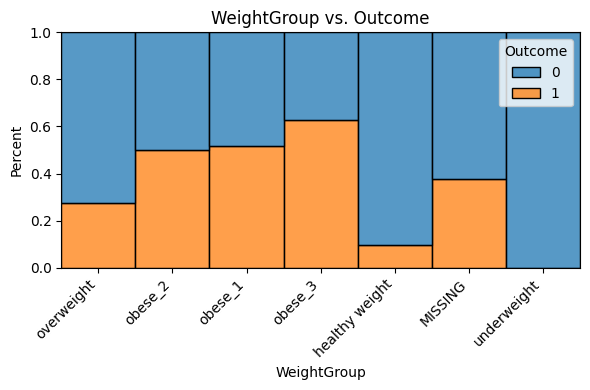 WeightGroup vs. Outcome
Percent
1.0
0.8
0.6
0.4
0.2
0.0
Outcome
0
1
overweight
obese_2
obese_1
obese_3
healthy weight
MISSING
underweight
WeightGroup